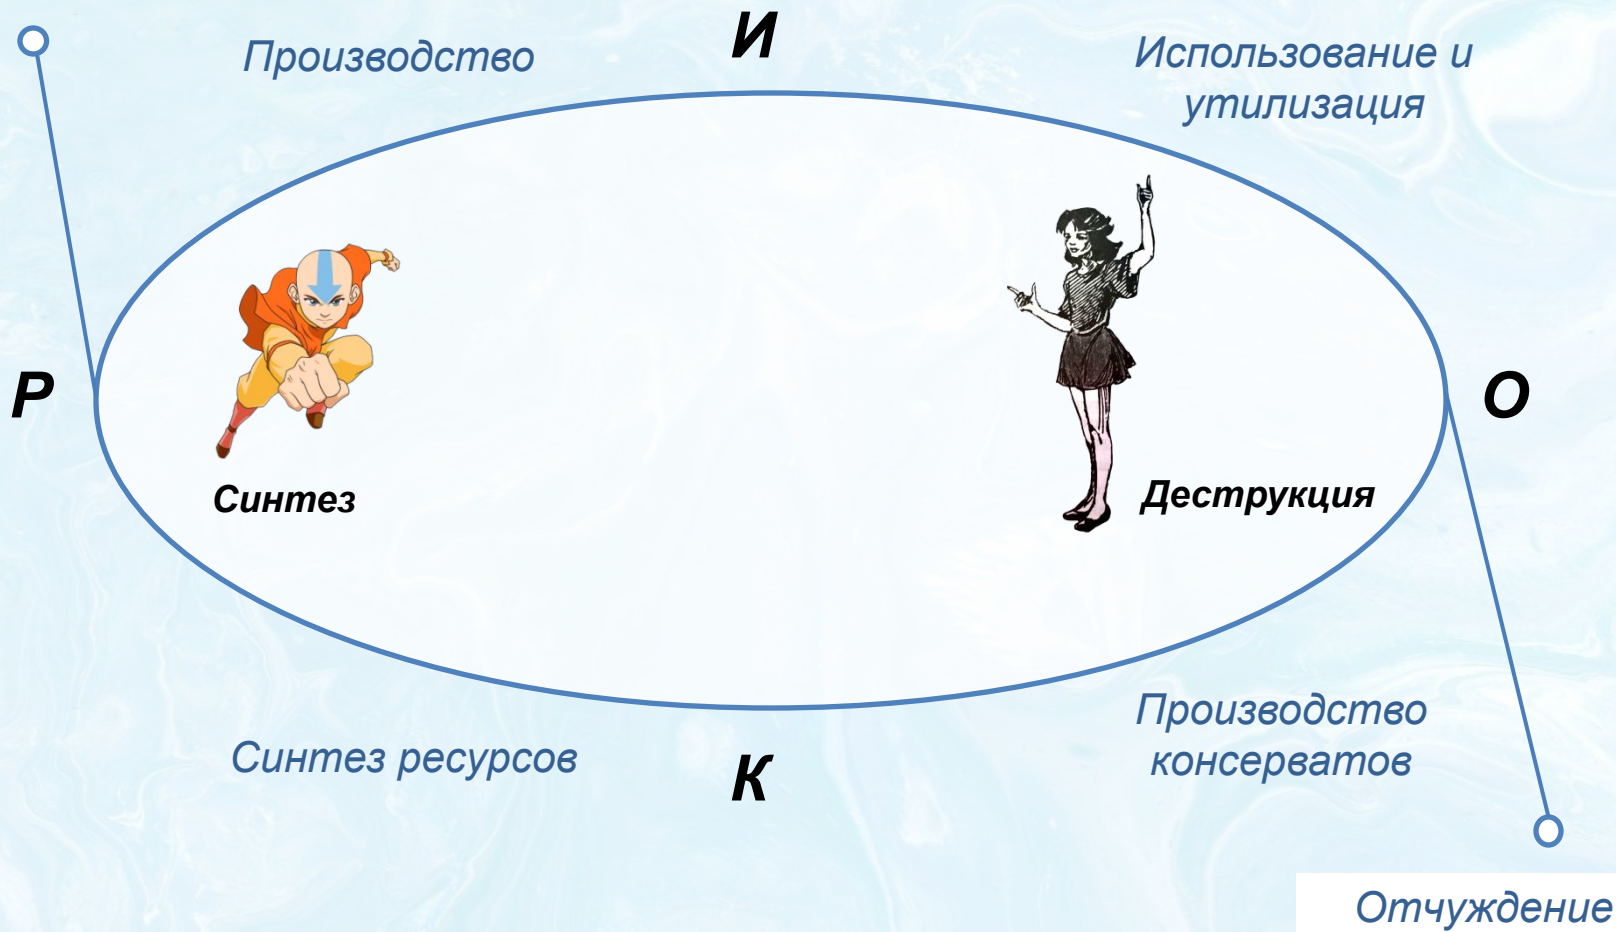 И
Производство
Использование и
утилизация
Р
О
Синтез
Деструкция
Синтез ресурсов
К
Производство
консерватов
Отчуждение